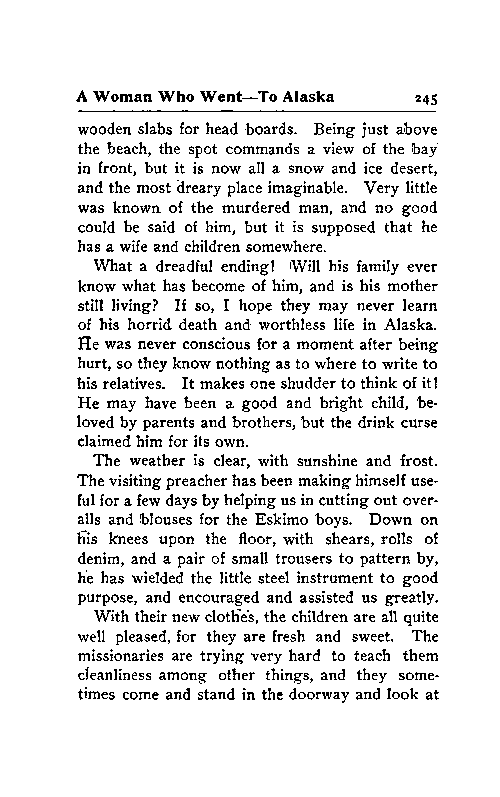 A Woman Who Went—To Alaska 245
wooden slabs for head boards. Being just above
the beach, the spot commands a view of the bay
in front, but it is now all a snow and ice desert,
and the most dreary place imaginable. Very little
was known of the murdered man, and no good
could be said of him, but it is supposed that he
has a wife and children somewhere.
What a dreadful ending! Will his family ever
know what has become of him, and is his mother
still living? If so, I hope they may never learn
of his horrid death and worthless life in Alaska.
He was never conscious for a moment after being
hurt, so they know nothing as to where to write to
his relatives. It makes one shudder to think of it!
He may have been a good and bright child, be-
loved by parents and brothers, but the drink curse
claimed him for its own.
The weather is clear, with sunshine and frost.
The visiting preacher has been making himself use-
ful for a few days by helping us in cutting out over-
alls and blouses for the Eskimo boys. Down on
his knees upon the floor, with shears, rolls of
denim, and a pair of small trousers to pattern by,
he has wielded the little steel instrument to good
purpose, and encouraged and assisted us greatly.
With their new clothes, the children are all quite
well pleased, for they are fresh and sweet. The
missionaries are trying very hard to teach them
cleanliness among other things, and they some-
times come and stand in the doorway and look at